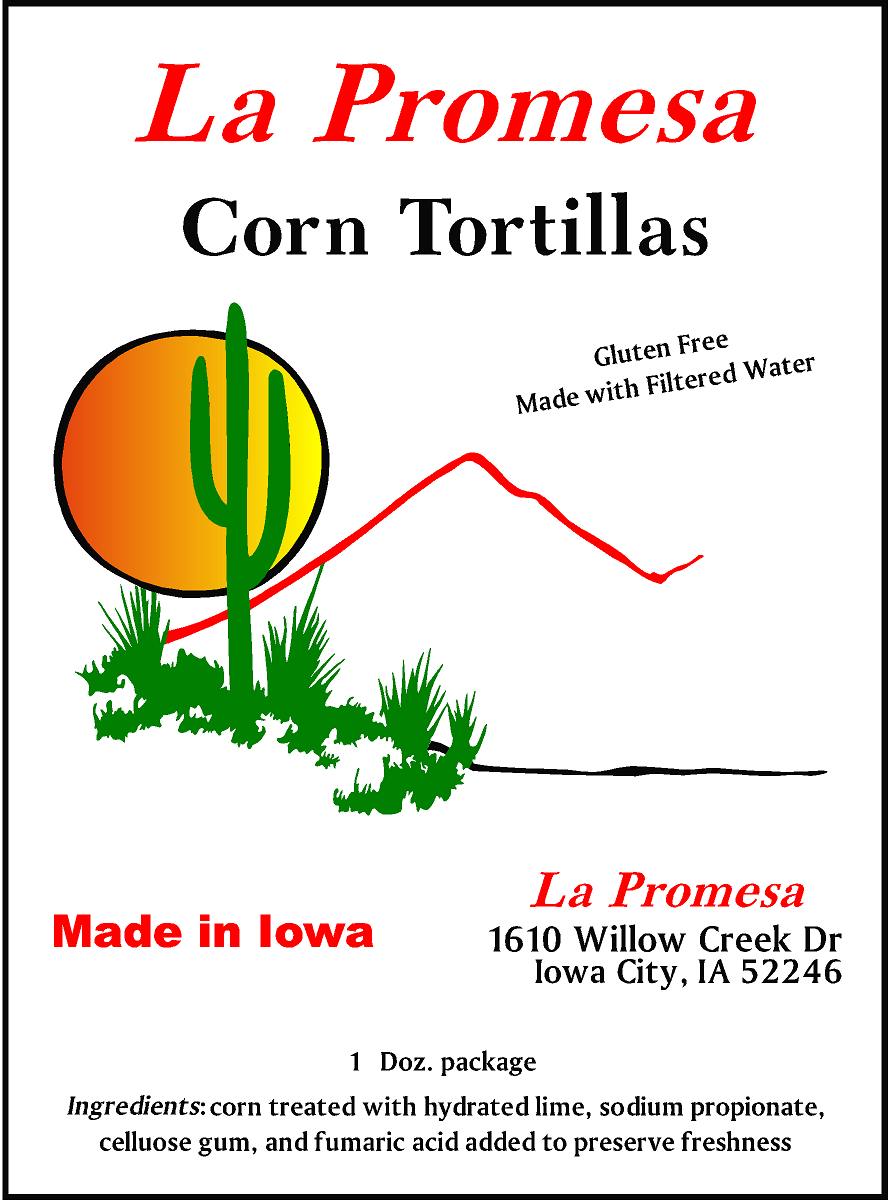 La Promesa
Corn Tortillas
Gluten Free
Made with Filtered Water
Made in Iowa
La Promesa
1610 Willow Creek Dr
Iowa City, IA 52246
1 Doz. package
Ingredients: corn treated with hydrated lime, sodium propionate,
celluose gum, and fumaric acid added to preserve freshness